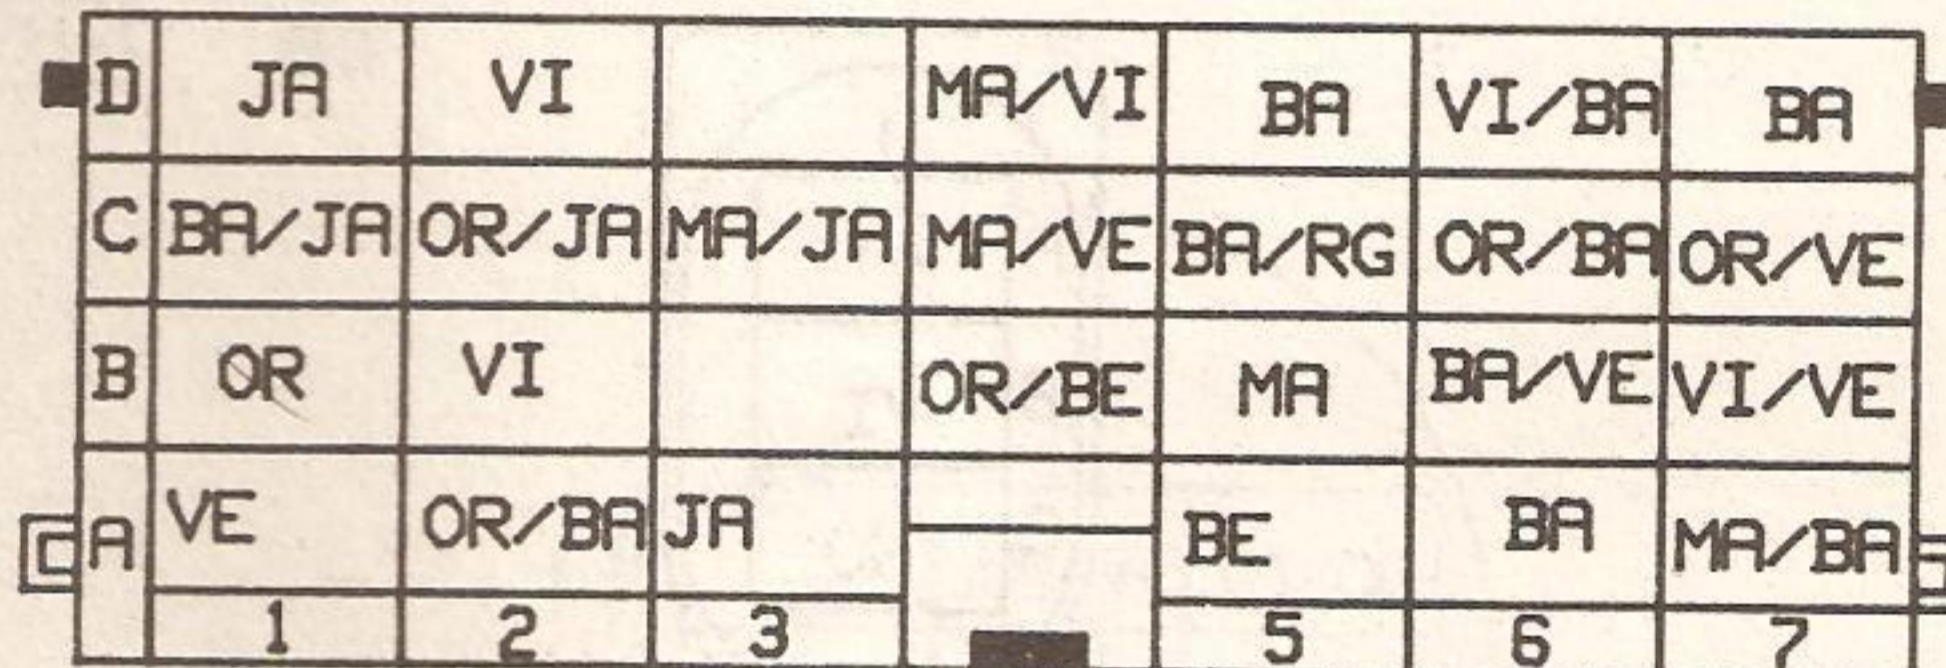 D JA VI MA/VI BA VI/BA BA
C BA/JA OR/JA MA/JA MA/VE BA/RG OR/BA OR/VE
B OR VI OR/BE MA BA/VE VI/VE
A VE OR/BA JA BE BA MA/BA
1 2 3 5 6 7